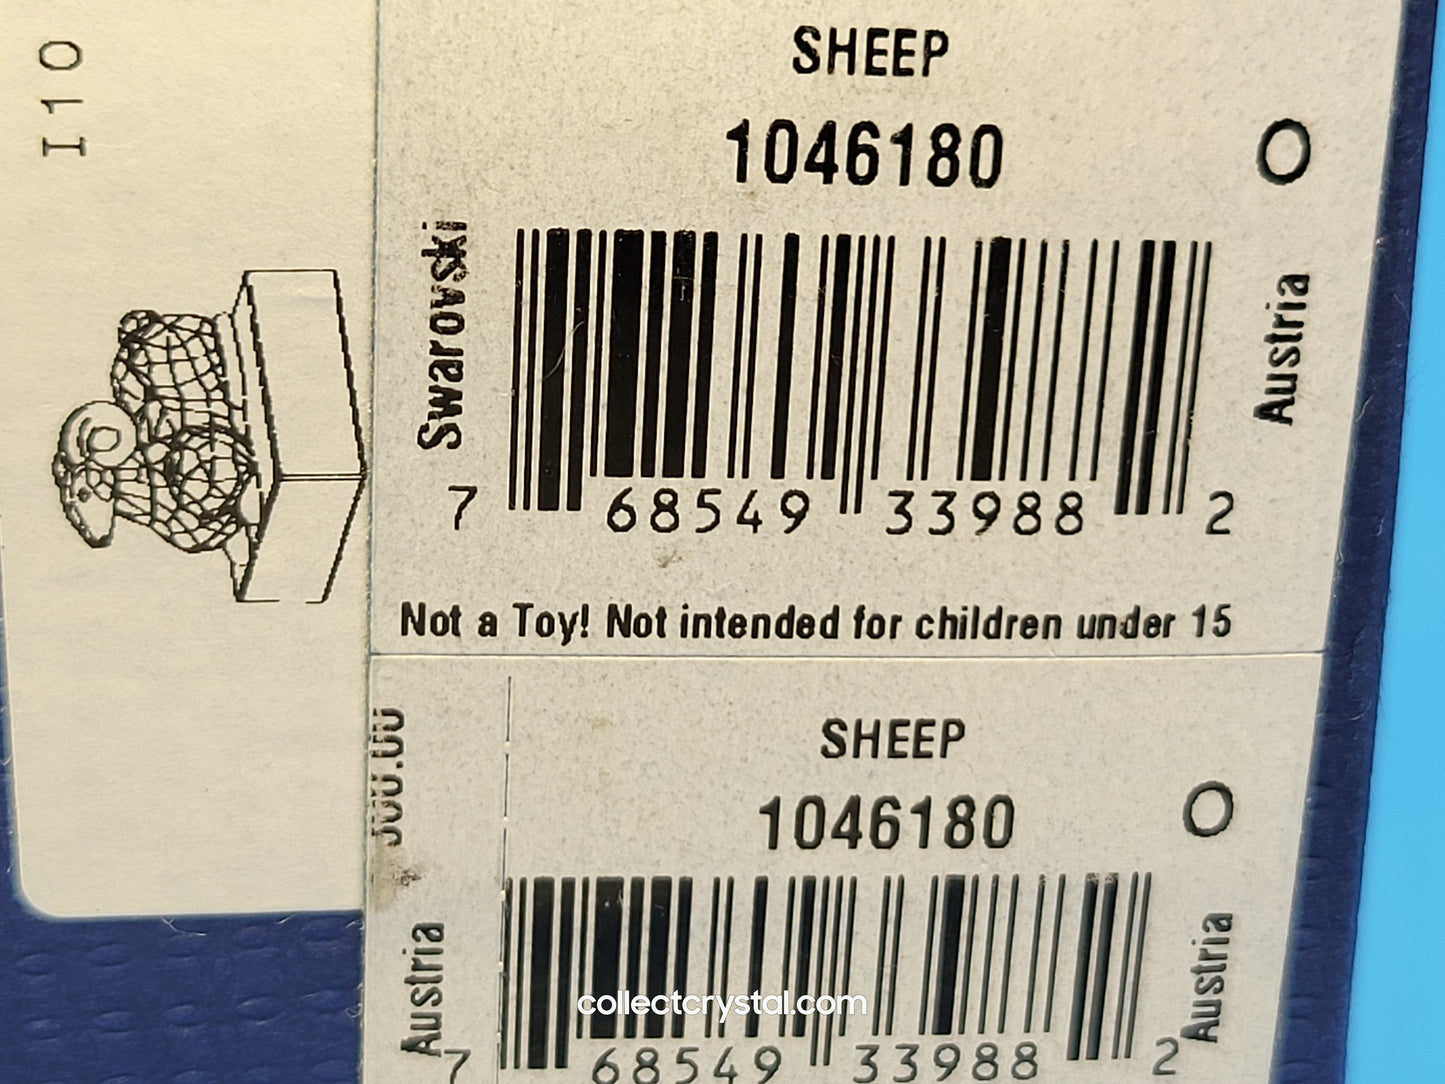 I10
SHEEP
1046180
O
Swarovski
Austria
7 68549 33988 2
Not a Toy! Not intended for children under 15
SHEEP
1046180
O
Austria
Austria
7 68549 33988 2
collectcrystal.com